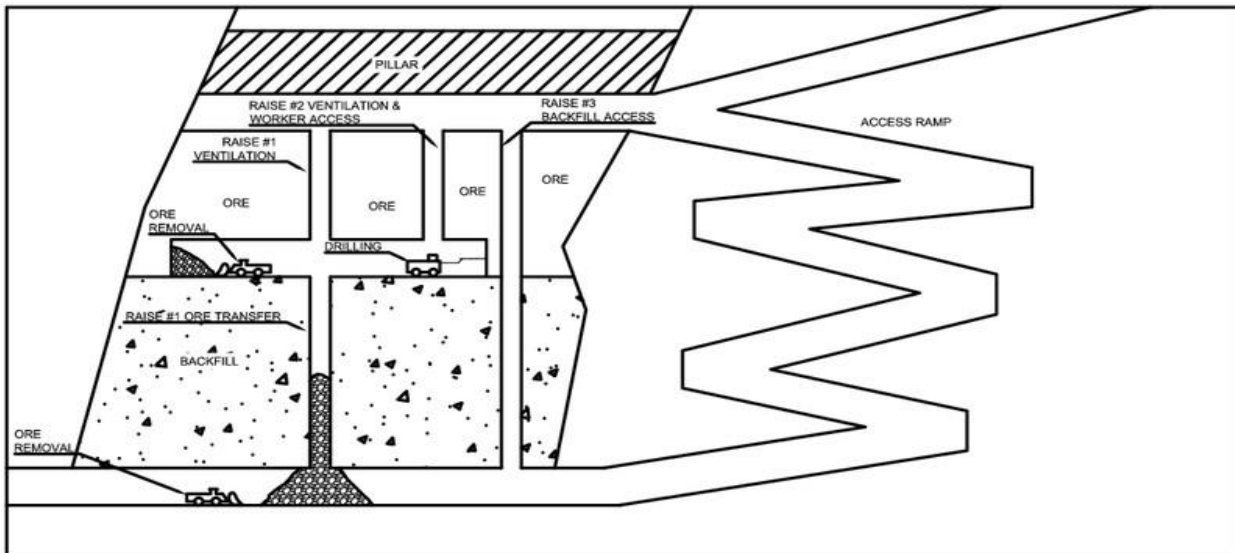 PILLAR
RAISE #2 VENTILATION &
WORKER ACCESS
RAISE #3
BACKFILL ACCESS
ACCESS RAMP
RAISE #1
VENTILATION
ORE
ORE
ORE
ORE
ORE
REMOVAL
DRILLING
RAISE #1 ORE TRANSFER
BACKFILL
ORE
REMOVAL